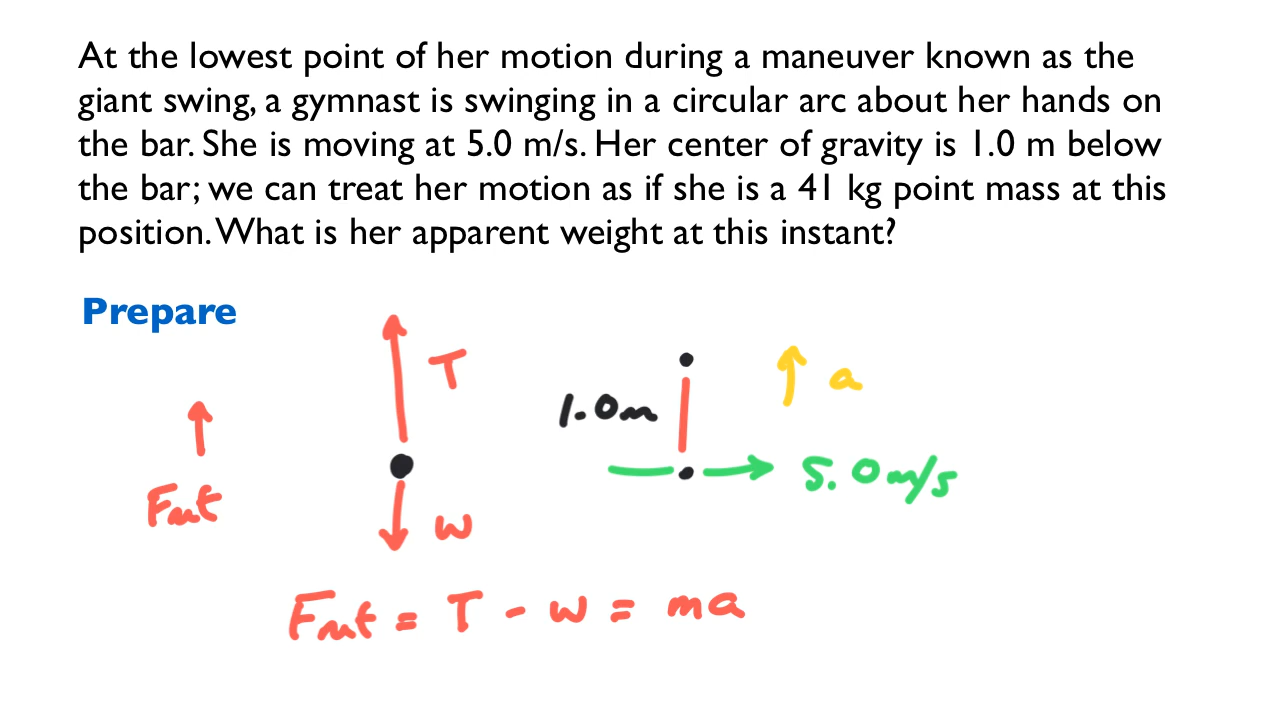 At the lowest point of her motion during a maneuver known as the
giant swing, a gymnast is swinging in a circular arc about her hands on
the bar. She is moving at 5.0 m/s. Her center of gravity is 1.0 m below
the bar; we can treat her motion as if she is a 41 kg point mass at this
position. What is her apparent weight at this instant?
Prepare
T
a
1.0m
5.0m/s
Fnet
w
Fnet = T - w = ma